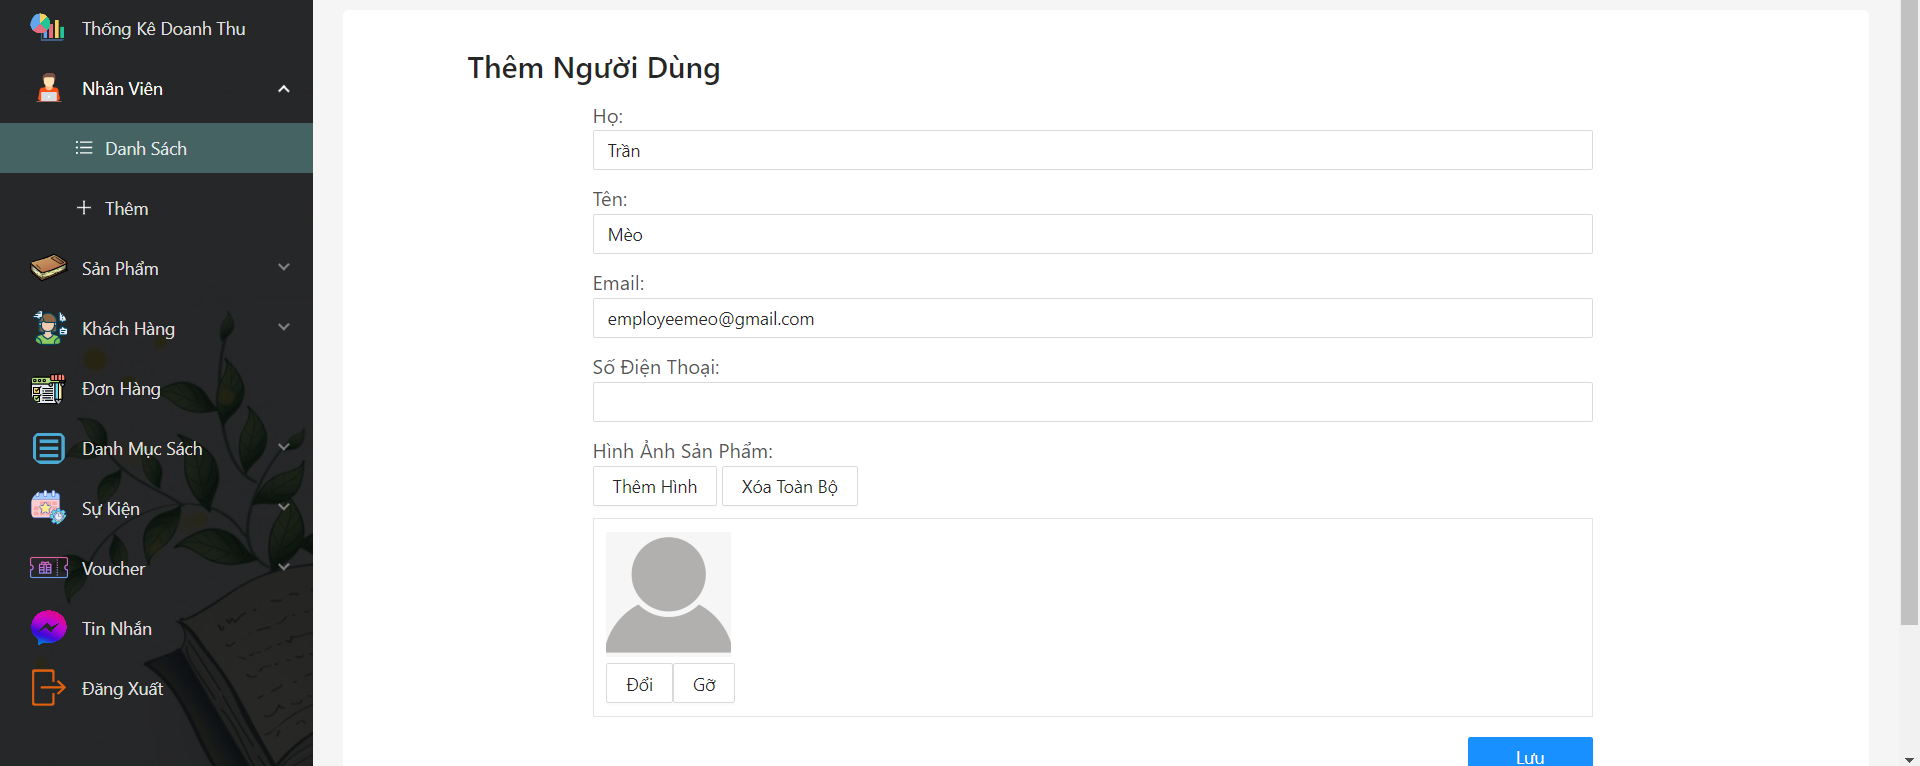 Thống Kê Doanh Thu
Nhân Viên
Danh Sách
Thêm
Sản Phẩm
Khách Hàng
Đơn Hàng
Danh Mục Sách
Sự Kiện
Voucher
Tin Nhắn
Đăng Xuất
Thêm Người Dùng
Họ:
Trần
Tên:
Mèo
Email:
employeemeo@gmail.com
Số Điện Thoại:
Hình Ảnh Sản Phẩm:
Thêm Hình Xóa Toàn Bộ
Đổi Gỡ
Lưu